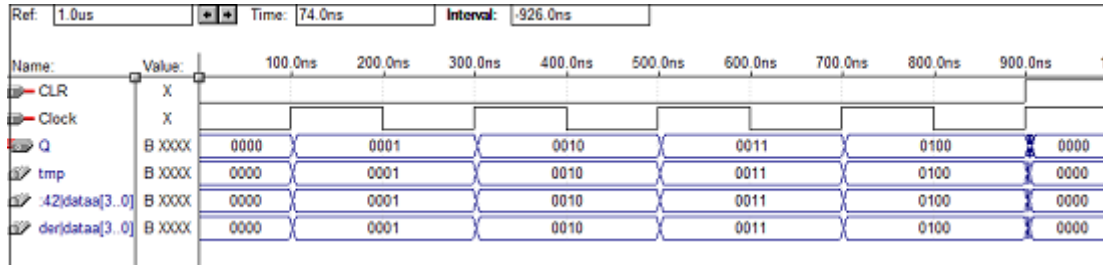 Ref: 1.0us Time: 74.0ns Interval: -926.0ns
Name: Value: 100.0ns 200.0ns 300.0ns 400.0ns 500.0ns 600.0ns 700.0ns 800.0ns 900.0ns
CLR X
Clock X
Q B XXXX 0000 0001 0010 0011 0100 0000
tmp B XXXX 0000 0001 0010 0011 0100 0000
:42|dataa[3..0] B XXXX 0000 0001 0010 0011 0100 0000
der|dataa[3..0] B XXXX 0000 0001 0010 0011 0100 0000